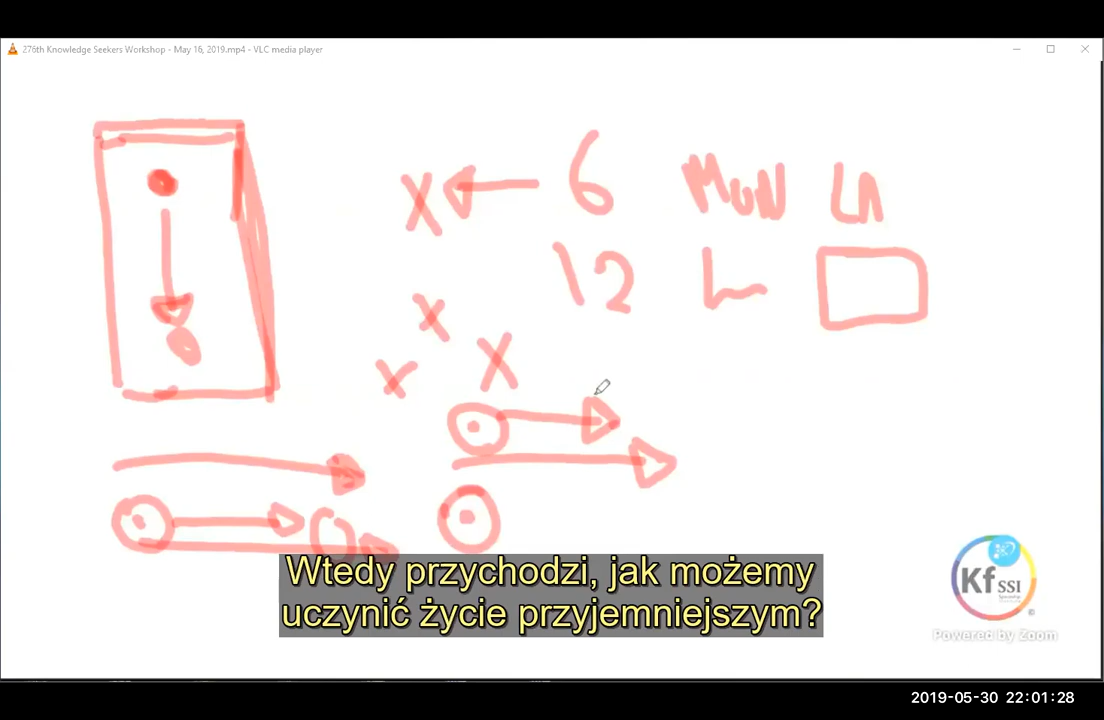 276th Knowledge Seekers Workshop - May 16, 2019.mp4 - VLC media player
X 6 MUN
12
X
X X
Wtedy przychodzi, jak możemy
uczynić życie przyjemniejszym?
Kf SSI
Powered by Zoom
2019-05-30 22:01:28